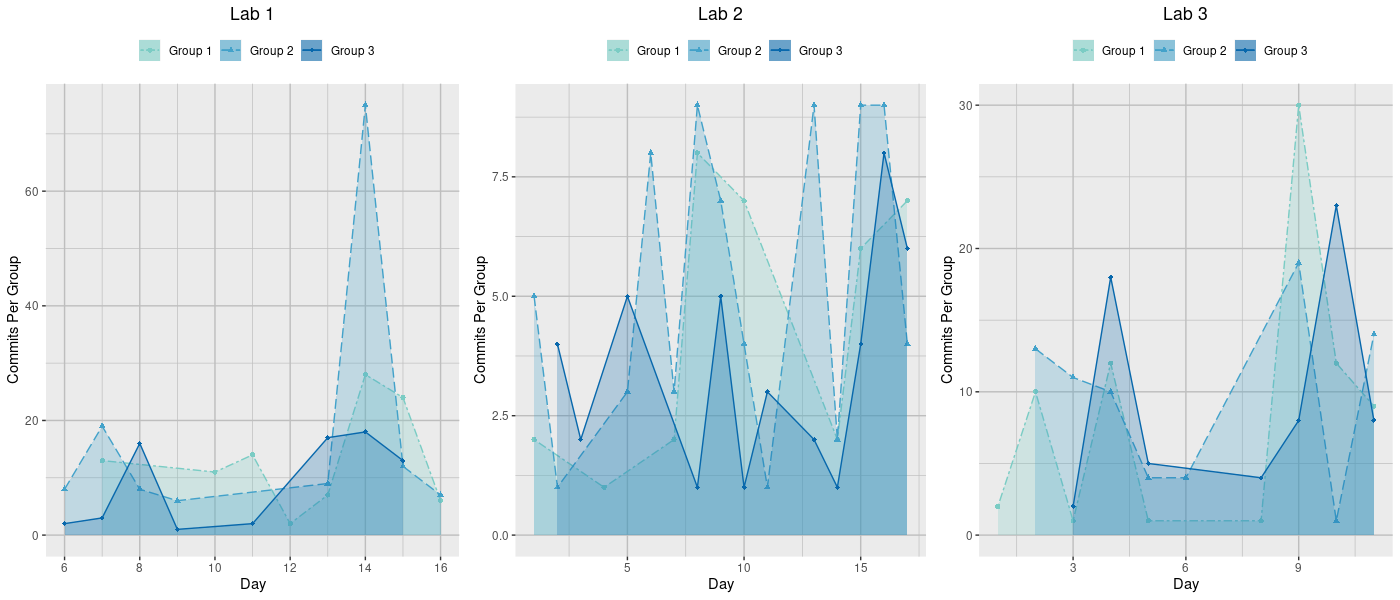 Lab 1
Group 1 Group 2 Group 3
Commits Per Group
60
40
20
0
6 8 10 12 14 16
Day
Lab 2
Group 1 Group 2 Group 3
Commits Per Group
7.5
5.0
2.5
0.0
5 10 15
Day
Lab 3
Group 1 Group 2 Group 3
Commits Per Group
30
20
10
0
3 6 9
Day